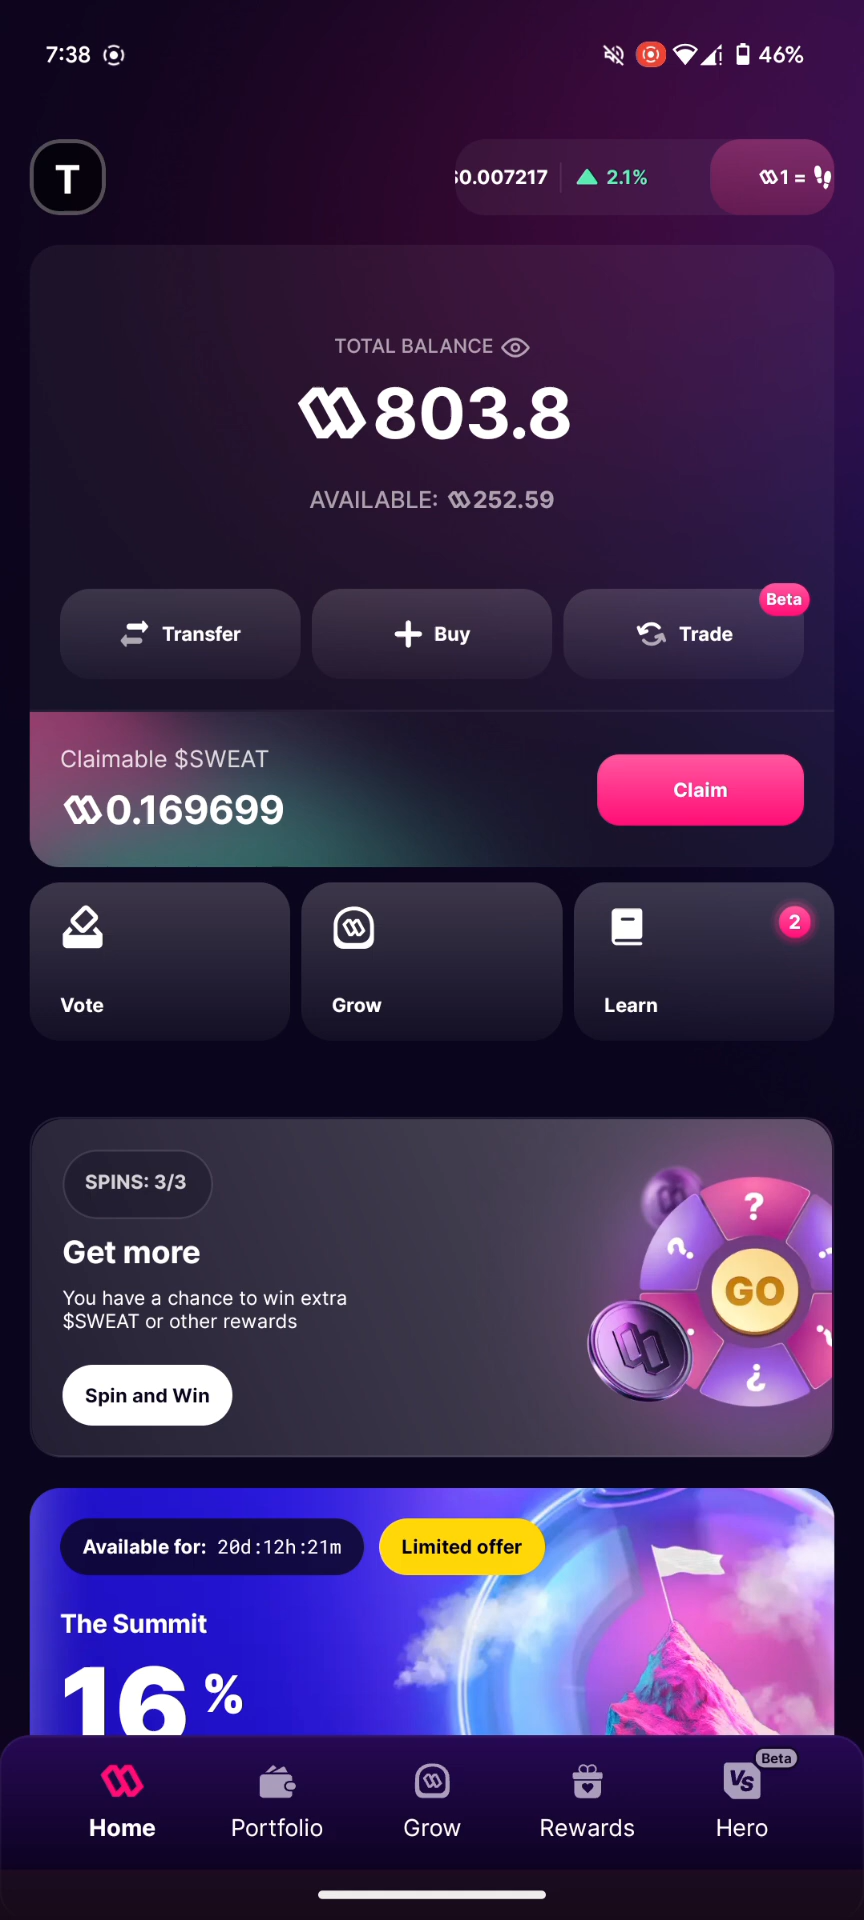 7:38 46%
T
$0.007217 2.1% 1 =
TOTAL BALANCE
803.8
AVAILABLE: 252.59
Transfer
Buy
Trade
Beta
Claimable $SWEAT
0.169699
Claim
Vote
Grow
Learn
2
SPINS: 3/3
Get more
You have a chance to win extra
$SWEAT or other rewards
Spin and Win
?
?
?
GO
Available for: 20d:12h:21m
Limited offer
The Summit
16 %
Home
Portfolio
Grow
Rewards
VS
Beta
Hero